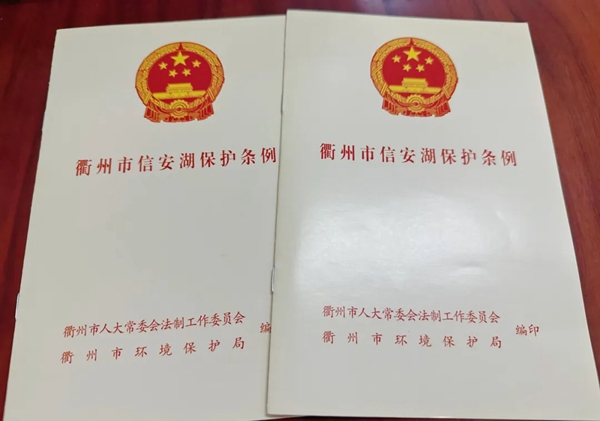 衢州市信安湖保护条例
衢州市人大常委会法制工作委员会
衢州市环境保护局
编
衢州市信安湖保护条例
衢州市人大常委会法制工作委员会
衢州市环境保护局
编印